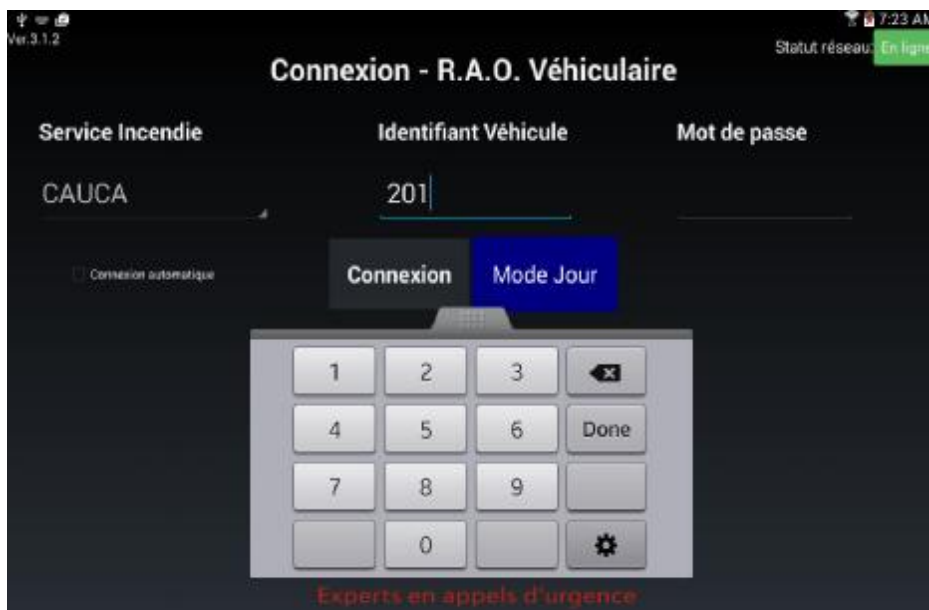 7:23 AM
Ver.3.1.2
Statut réseau: En ligne
Connexion - R.A.O. Véhiculaire
Service Incendie Identifiant Véhicule Mot de passe
CAUCA 201
Connexion automatique Connexion Mode Jour
1 2 3
4 5 6 Done
7 8 9
0
Experts en appels d'urgence